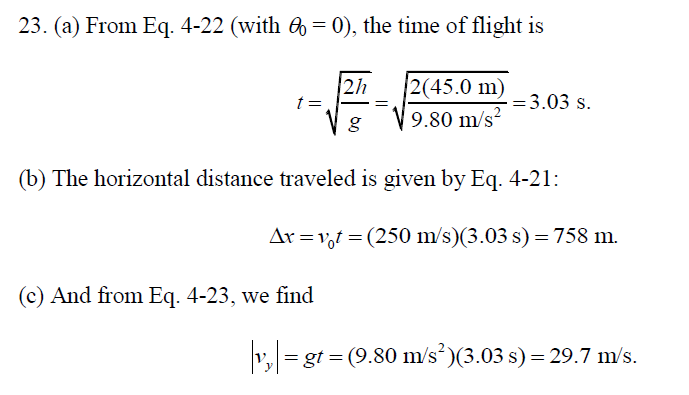 23. (a) From Eq. 4-22 (with θ₀ = 0), the time of flight is
t = √(2h/g) = √(2(45.0 m)/9.80 m/s²) = 3.03 s.
(b) The horizontal distance traveled is given by Eq. 4-21:
Δx = v₀t = (250 m/s)(3.03 s) = 758 m.
(c) And from Eq. 4-23, we find
|v_y| = gt = (9.80 m/s²)(3.03 s) = 29.7 m/s.